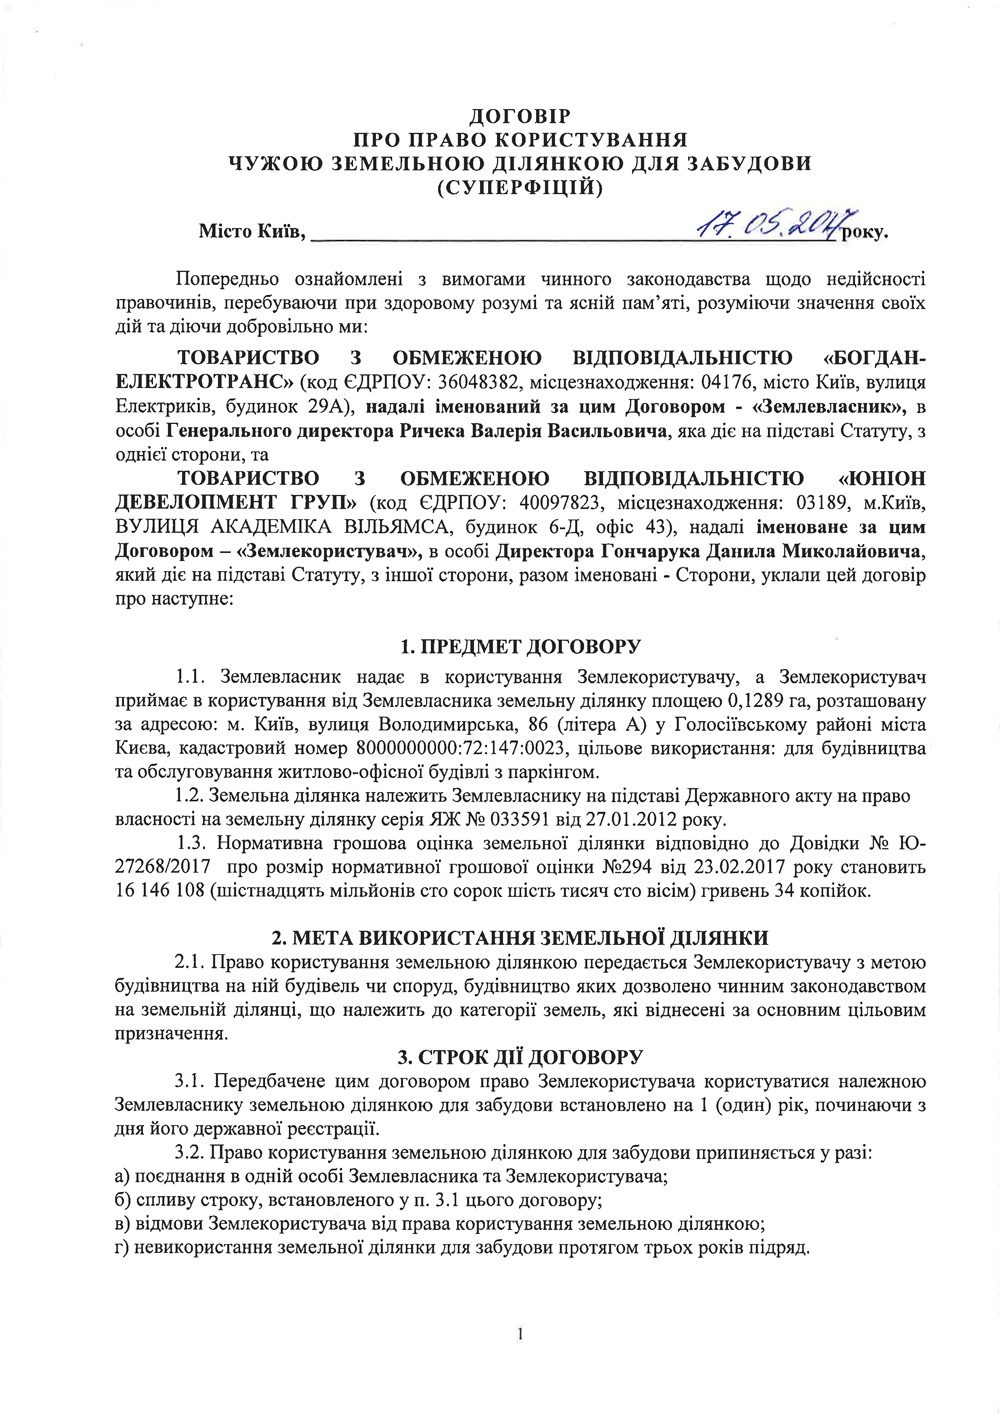 ДОГОВІР
ПРО ПРАВО КОРИСТУВАННЯ
ЧУЖОЮ ЗЕМЕЛЬНОЮ ДІЛЯНКОЮ ДЛЯ ЗАБУДОВИ
(СУПЕРФІЦІЙ)
Місто Київ, 17.05.2017 року.
Попередньо ознайомлені з вимогами чинного законодавства щодо недійсності
правочинів, перебуваючи при здоровому розумі та ясній пам’яті, розуміючи значення своїх
дій та діючи добровільно ми:
ТОВАРИСТВО З ОБМЕЖЕНОЮ ВІДПОВІДАЛЬНІСТЮ «БОГДАН-
ЕЛЕКТРОТРАНС» (код ЄДРПОУ: 36048382, місцезнаходження: 04176, місто Київ, вулиця
Електриків, будинок 29А), надалі іменований за цим Договором - «Землевласник», в
особі Генерального директора Ричека Валерія Васильовича, яка діє на підставі Статуту, з
однієї сторони, та
ТОВАРИСТВО З ОБМЕЖЕНОЮ ВІДПОВІДАЛЬНІСТЮ «ЮНІОН
ДЕВЕЛОПМЕНТ ГРУП» (код ЄДРПОУ: 40097823, місцезнаходження: 03189, м.Київ,
ВУЛИЦЯ АКАДЕМІКА ВІЛЬЯМСА, будинок 6-Д, офіс 43), надалі іменоване за цим
Договором – «Землекористувач», в особі Директора Гончарука Данила Миколайовича,
який діє на підставі Статуту, з іншої сторони, разом іменовані - Сторони, уклали цей договір
про наступне:
1. ПРЕДМЕТ ДОГОВОРУ
1.1. Землевласник надає в користування Землекористувачу, а Землекористувач
приймає в користування від Землевласника земельну ділянку площею 0,1289 га, розташовану
за адресою: м. Київ, вулиця Володимирська, 86 (літера А) у Голосіївському районі міста
Києва, кадастровий номер 8000000000:72:147:0023, цільове використання: для будівництва
та обслуговування житлово-офісної будівлі з паркінгом.
1.2. Земельна ділянка належить Землевласнику на підставі Державного акту на право
власності на земельну ділянку серія ЯЖ № 033591 від 27.01.2012 року.
1.3. Нормативна грошова оцінка земельної ділянки відповідно до Довідки № Ю-
27268/2017 про розмір нормативної грошової оцінки №294 від 23.02.2017 року становить
16 146 108 (шістнадцять мільйонів сто сорок шість тисяч сто вісім) гривень 34 копійок.
2. МЕТА ВИКОРИСТАННЯ ЗЕМЕЛЬНОЇ ДІЛЯНКИ
2.1. Право користування земельною ділянкою передається Землекористувачу з метою
будівництва на ній будівель чи споруд, будівництво яких дозволено чинним законодавством
на земельній ділянці, що належить до категорії земель, які віднесені за основним цільовим
призначення.
3. СТРОК ДІЇ ДОГОВОРУ
3.1. Передбачене цим договором право Землекористувача користуватися належною
Землевласнику земельною ділянкою для забудови встановлено на 1 (один) рік, починаючи з
дня його державної реєстрації.
3.2. Право користування земельною ділянкою для забудови припиняється у разі:
а) поєднання в одній особі Землевласника та Землекористувача;
б) спливу строку, встановленого у п. 3.1 цього договору;
в) відмови Землекористувача від права користування земельною ділянкою;
г) невикористання земельної ділянки для забудови протягом трьох років підряд.
1